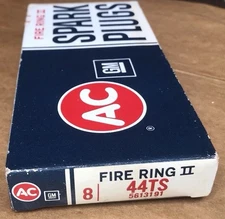 FIRE RING II
SPARK
PLUGS
GM
AC
AC
GM
8
FIRE RING II
44TS
5613191